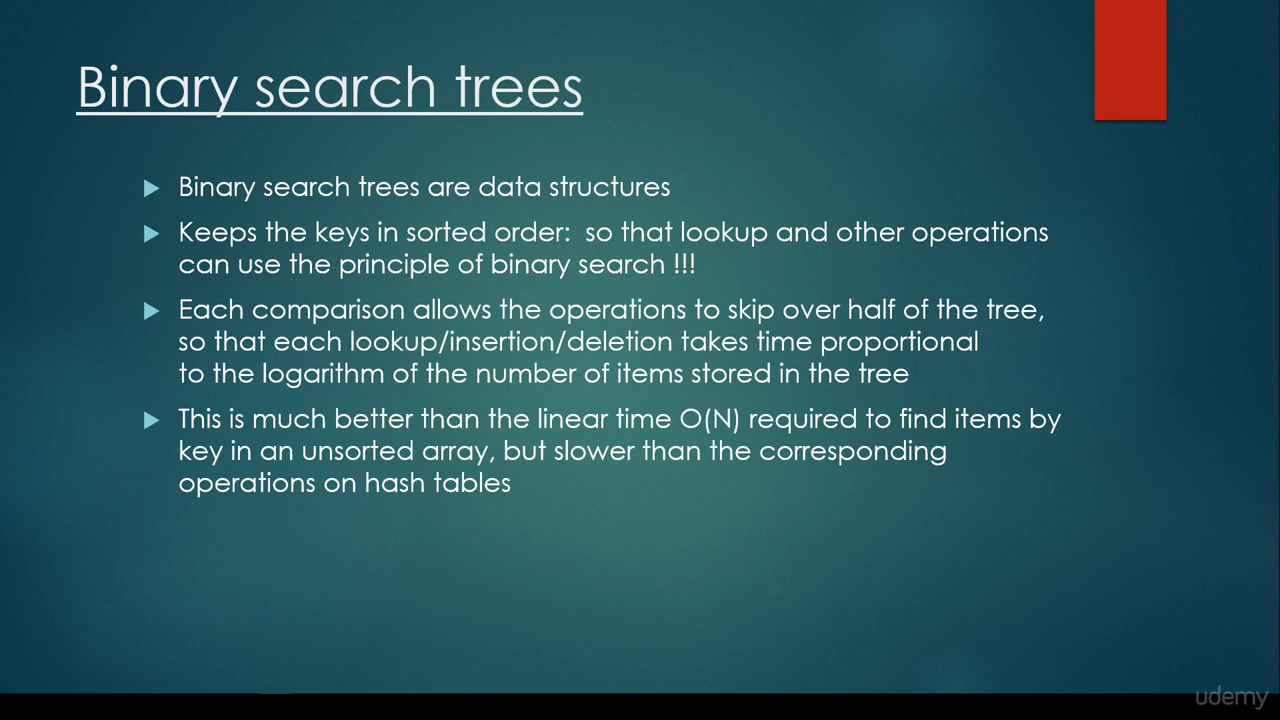 Binary search trees
Binary search trees are data structures
Keeps the keys in sorted order:  so that lookup and other operations
can use the principle of binary search !!!
Each comparison allows the operations to skip over half of the tree,
so that each lookup/insertion/deletion takes time proportional
to the logarithm of the number of items stored in the tree
This is much better than the linear time O(N) required to find items by
key in an unsorted array, but slower than the corresponding
operations on hash tables
udemy